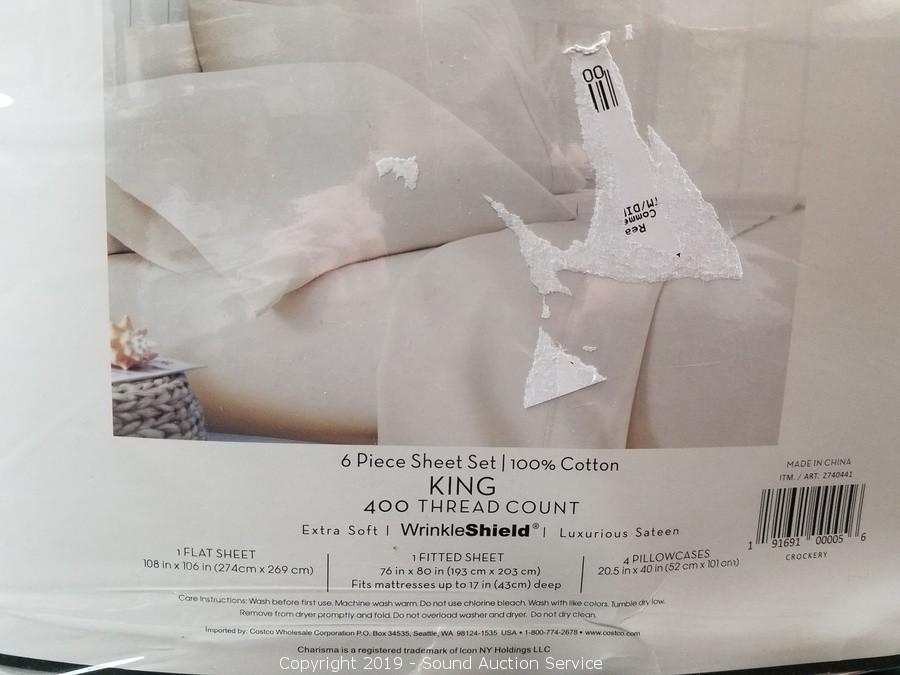 00
Rea
Comme
M/DI
6 Piece Sheet Set | 100% Cotton
KING
400 THREAD COUNT
Extra Soft | WrinkleShield® | Luxurious Sateen
1 FLAT SHEET
108 in x 106 in (274cm x 269 cm)
1 FITTED SHEET
76 in x 80 in (193 cm x 203 cm)
Fits mattresses up to 17 in (43cm) deep
4 PILLOWCASES
20.5 in x 40 in (52 cm x 101 cm)
MADE IN CHINA
ITM. / ART. 2740441
1 91691 00005 6
CROCKERY
Care Instructions: Wash before first use. Machine wash warm. Do not use chlorine bleach. Wash with like colors. Tumble dry low.
Remove from dryer promptly and fold. Do not overload washer and dryer. Do not dry clean.
Imported by: Costco Wholesale Corporation P.O. Box 34535, Seattle, WA 98124-1535 USA • 1-800-774-2678 • www.costco.com
Charisma is a registered trademark of Icon NY Holdings LLC
Copyright 2019 - Sound Auction Service